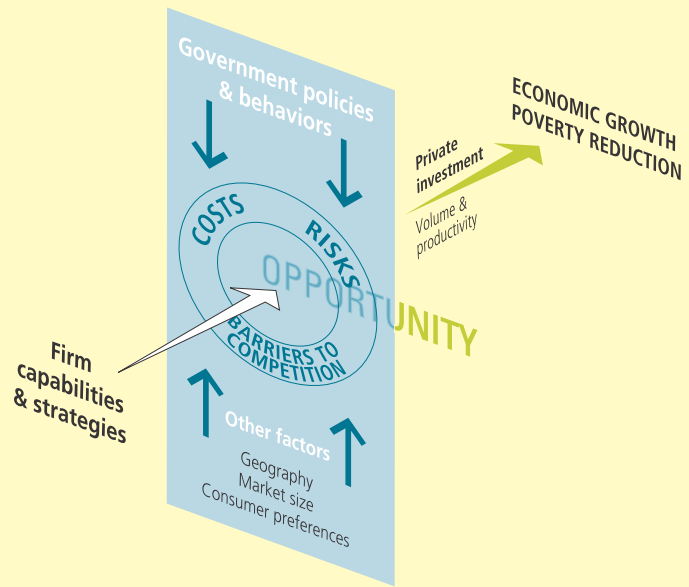 Government policies
& behaviors
COSTS
RISKS
OPPORTUNITY
BARRIERS TO
COMPETITION
Firm
capabilities
& strategies
Other factors
Geography
Market size
Consumer preferences
Private
investment
Volume &
productivity
ECONOMIC GROWTH
POVERTY REDUCTION